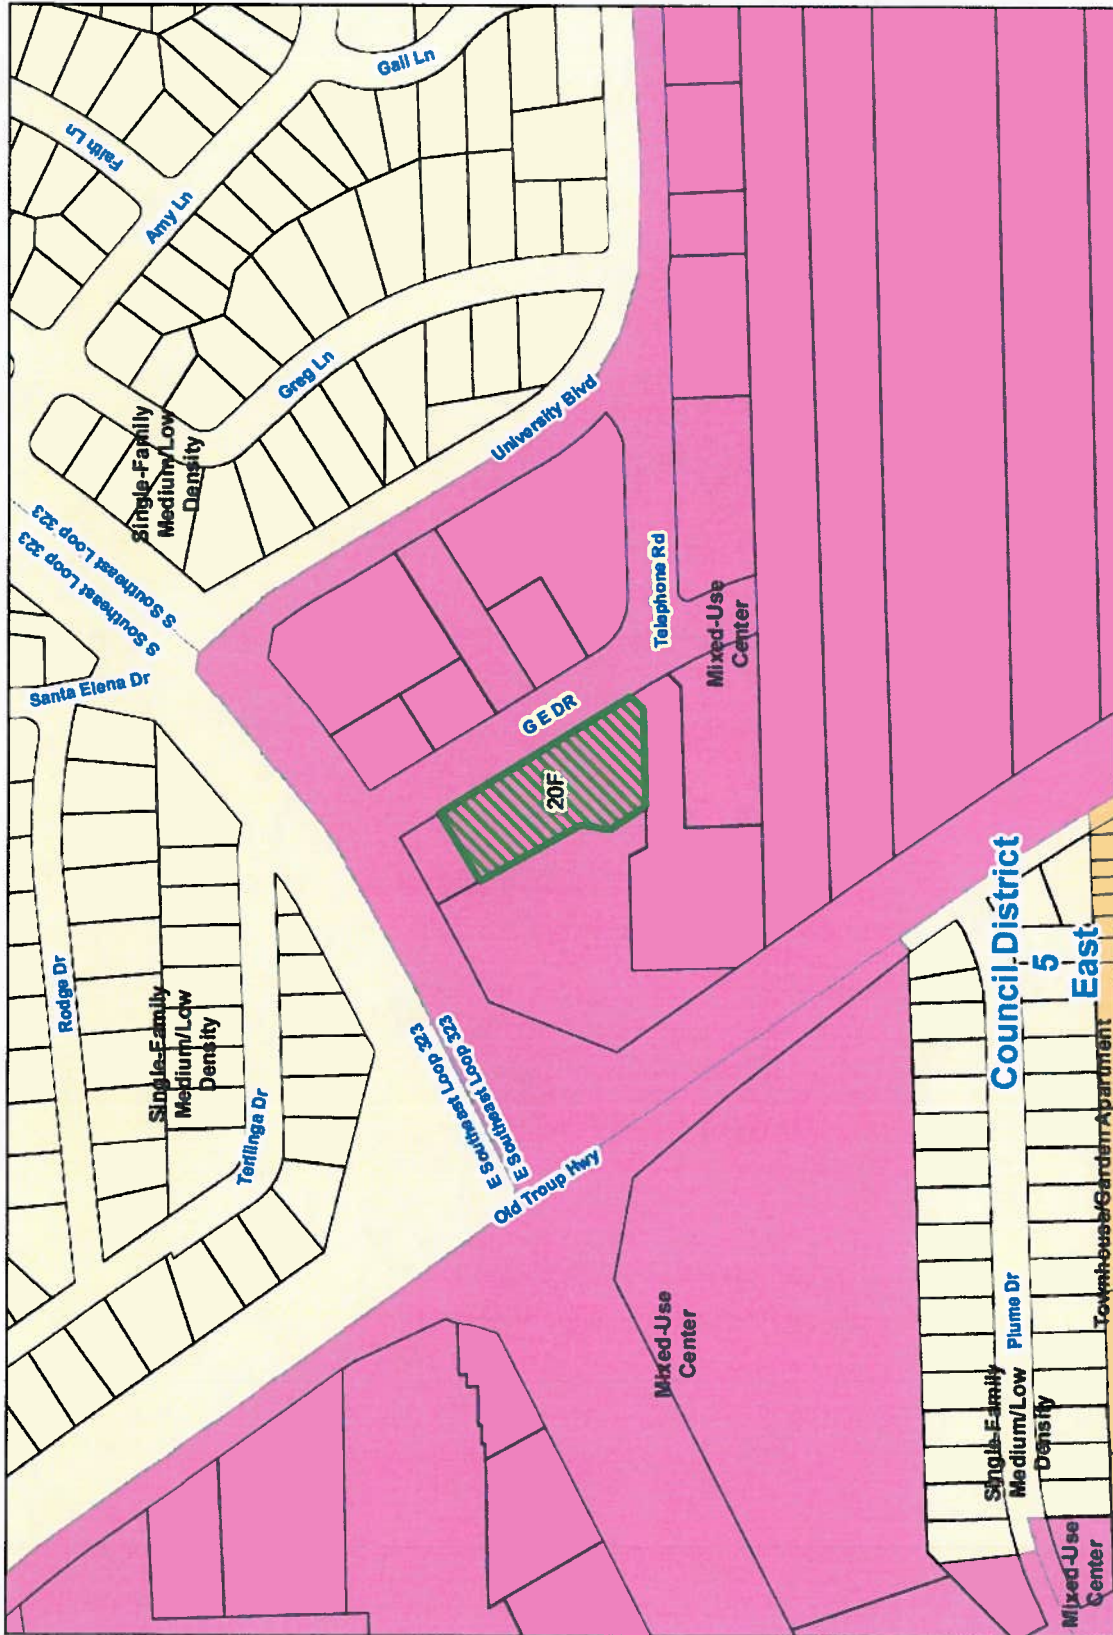 Gail Ln
Faith Ln
Amy Ln
Greg Ln
Single-Family
Medium/Low
Density
University Blvd
S Southeast Loop 323
S Southeast Loop 323
Santa Elena Dr
Telephone Rd
Mixed-Use
Center
G E DR
20F
Rodge Dr
Single-Family
Medium/Low
Density
Terlinga Dr
E Southeast Loop 323
E Southeast Loop 323
Old Troup Hwy
Council District
5
East
Townhouse/Garden Apartment
Plume Dr
Mixed-Use
Center
Single-Family
Medium/Low
Density
Mixed-Use
Center